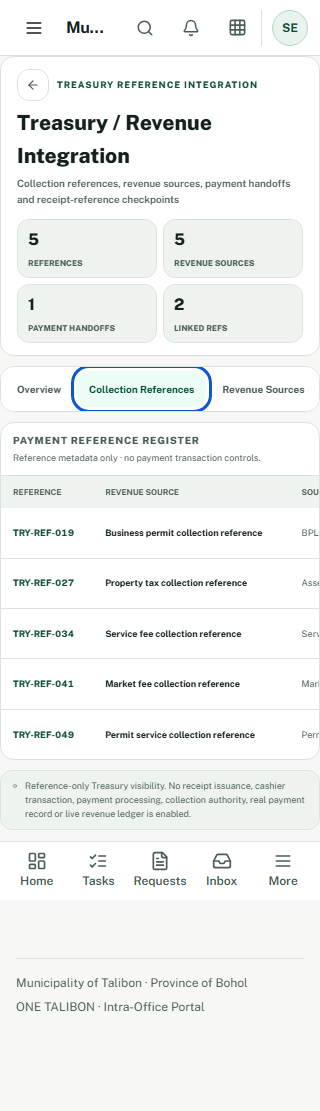 Mu...
SE
TREASURY REFERENCE INTEGRATION
Treasury / Revenue
Integration
Collection references, revenue sources, payment handoffs
and receipt-reference checkpoints
5
REFERENCES
5
REVENUE SOURCES
1
PAYMENT HANDOFFS
2
LINKED REFS
Overview
Collection References
Revenue Sources
PAYMENT REFERENCE REGISTER
Reference metadata only · no payment transaction controls.
REFERENCE REVENUE SOURCE SOU
TRY-REF-019 Business permit collection reference BPL
TRY-REF-027 Property tax collection reference Asse
TRY-REF-034 Service fee collection reference Serv
TRY-REF-041 Market fee collection reference Mar
TRY-REF-049 Permit service collection reference Perm
Reference-only Treasury visibility. No receipt issuance, cashier
transaction, payment processing, collection authority, real payment
record or live revenue ledger is enabled.
Home Tasks Requests Inbox More
Municipality of Talibon · Province of Bohol
ONE TALIBON · Intra-Office Portal